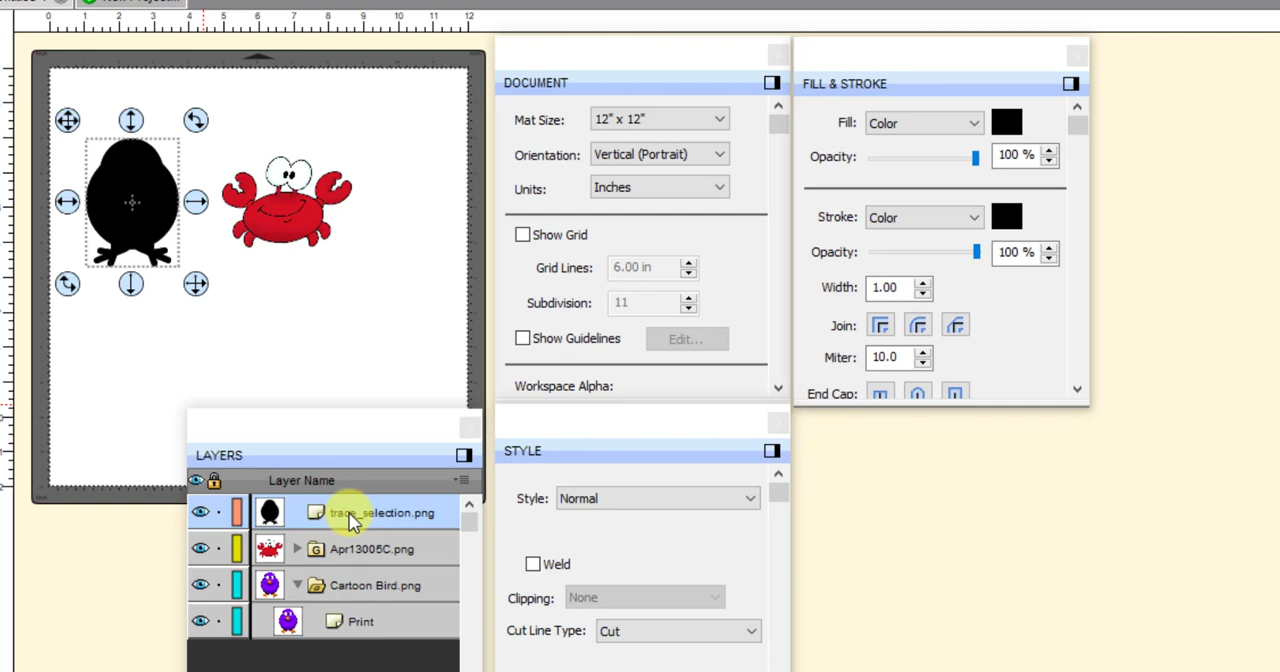 New Project...
0 1 2 3 4 5 6 7 8 9 10 11 12
DOCUMENT
Mat Size: 12" x 12"
Orientation: Vertical (Portrait)
Units: Inches
Show Grid
Grid Lines: 6.00 in
Subdivision: 11
Show Guidelines Edit...
Workspace Alpha:
FILL & STROKE
Fill: Color
Opacity: 100 %
Stroke: Color
Opacity: 100 %
Width: 1.00
Join:
Miter: 10.0
End Cap:
LAYERS
Layer Name
trace_selection.png
G Apr13005C.png
Cartoon Bird.png
Print
STYLE
Style: Normal
Weld
Clipping: None
Cut Line Type: Cut